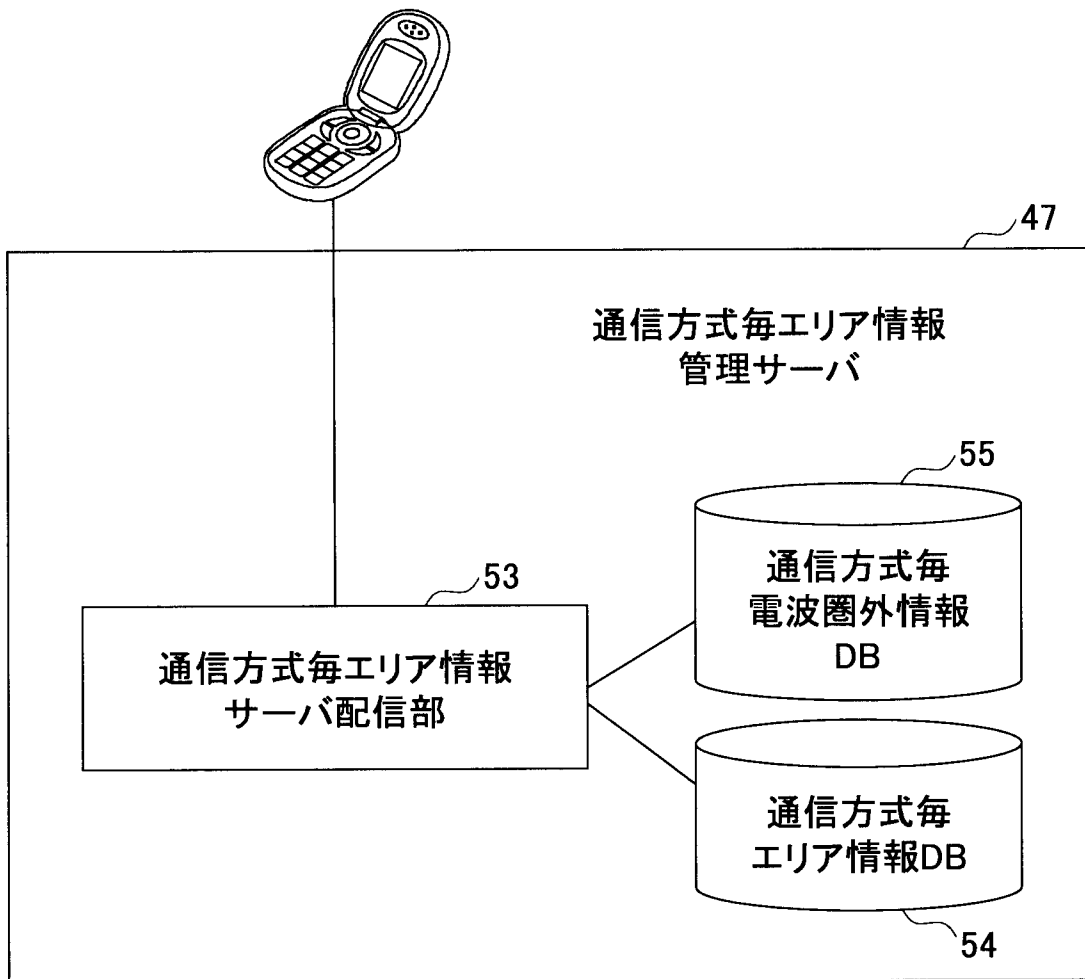 47
通信方式毎エリア情報
管理サーバ
55
通信方式毎
電波圏外情報
DB
53
通信方式毎エリア情報
サーバ配信部
通信方式毎
エリア情報DB
54